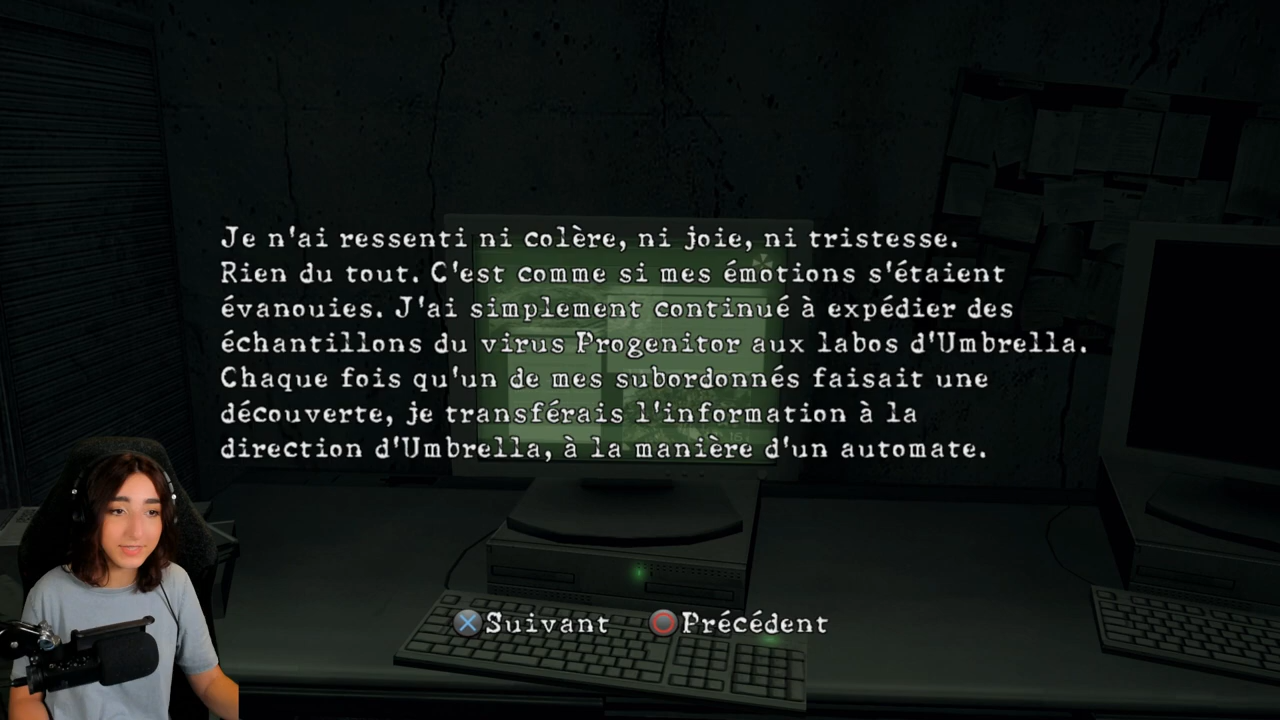 Je n'ai ressenti ni colère, ni joie, ni tristesse.
Rien du tout. C'est comme si mes émotions s'étaient
évanouies. J'ai simplement continué à expédier des
échantillons du virus Progenitor aux labos d'Umbrella.
Chaque fois qu'un de mes subordonnés faisait une
découverte, je transférais l'information à la
direction d'Umbrella, à la manière d'un automate.
Suivant Précédent